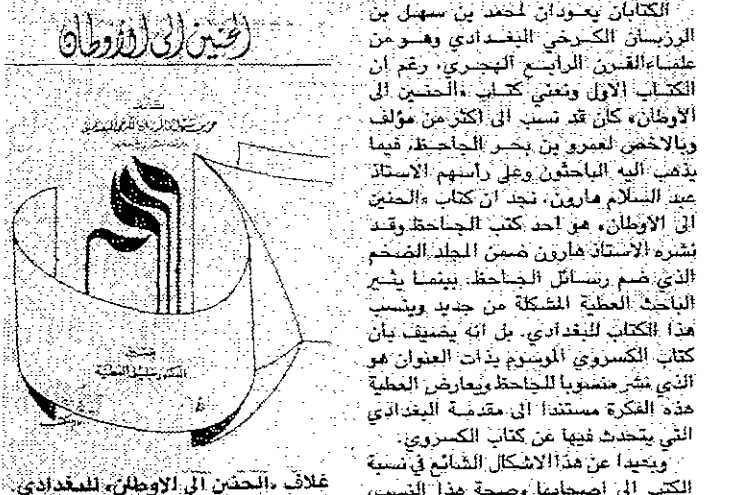 الكتابان يعودان لمحمد بن سهل بن
الرزبسان الكرخي البغدادي وهو من
علماء القرن الرابع الهجري، رغم ان
الكتاب الاول ونعني كتاب «الحنين الى
الاوطان» كان قد نسب الى اكثر من مؤلف
وبالاخص لعمرو بن بحر الجاحظ، فيما
يذهب اليه الباحثون وعلى رأسهم الاستاذ
عبد السلام هارون، نجد ان كتاب «الحنين
الى الاوطان» هو احد كتب الجاحظ وقد
نشره الاستاذ هارون ضمن المجلد الضخم
الذي ضم رسائل الجاحظ. بينما يثير
الباحث العطية المشكلة من جديد وينسب
هذا الكتاب للبغدادي. بل انه يضيف بان
كتاب الكسروي الموسوم بذات العنوان هو
الذي نشر منصوبا للجاحظ ويعارض العطية
هذه الفكرة مستندا الى مقدمة البغدادي
التي يتحدث فيها عن كتاب الكسروي.
وبعيدا عن هذا الاشكال الشائع في نسبة
الكتب الى اصحابها وصحة هذا النسب،
الحنين إلى الأوطان
غلاف «الحنين الى الاوطان» للبغدادي.